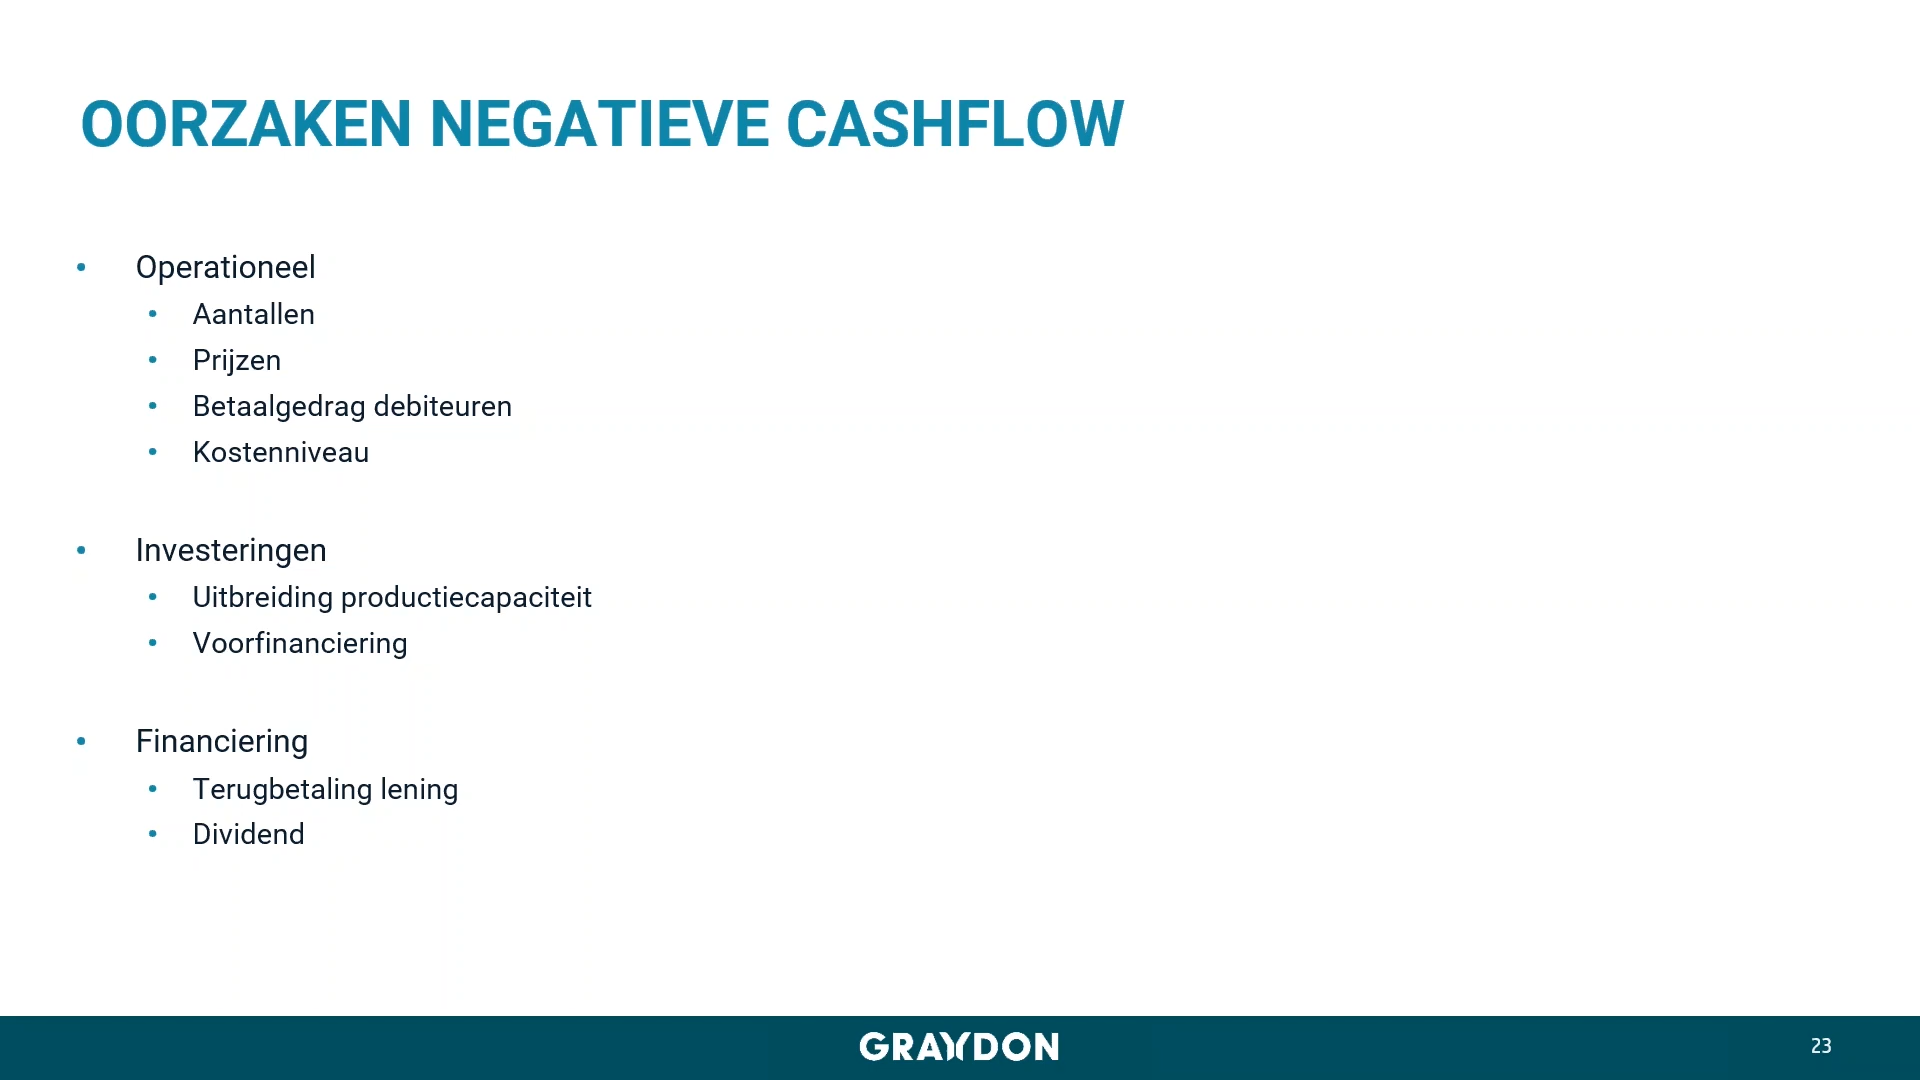 OORZAKEN NEGATIEVE CASHFLOW
• Operationeel
• Aantallen
• Prijzen
• Betaalgedrag debiteuren
• Kostenniveau
• Investeringen
• Uitbreiding productiecapaciteit
• Voorfinanciering
• Financiering
• Terugbetaling lening
• Dividend
GRAYDON
23